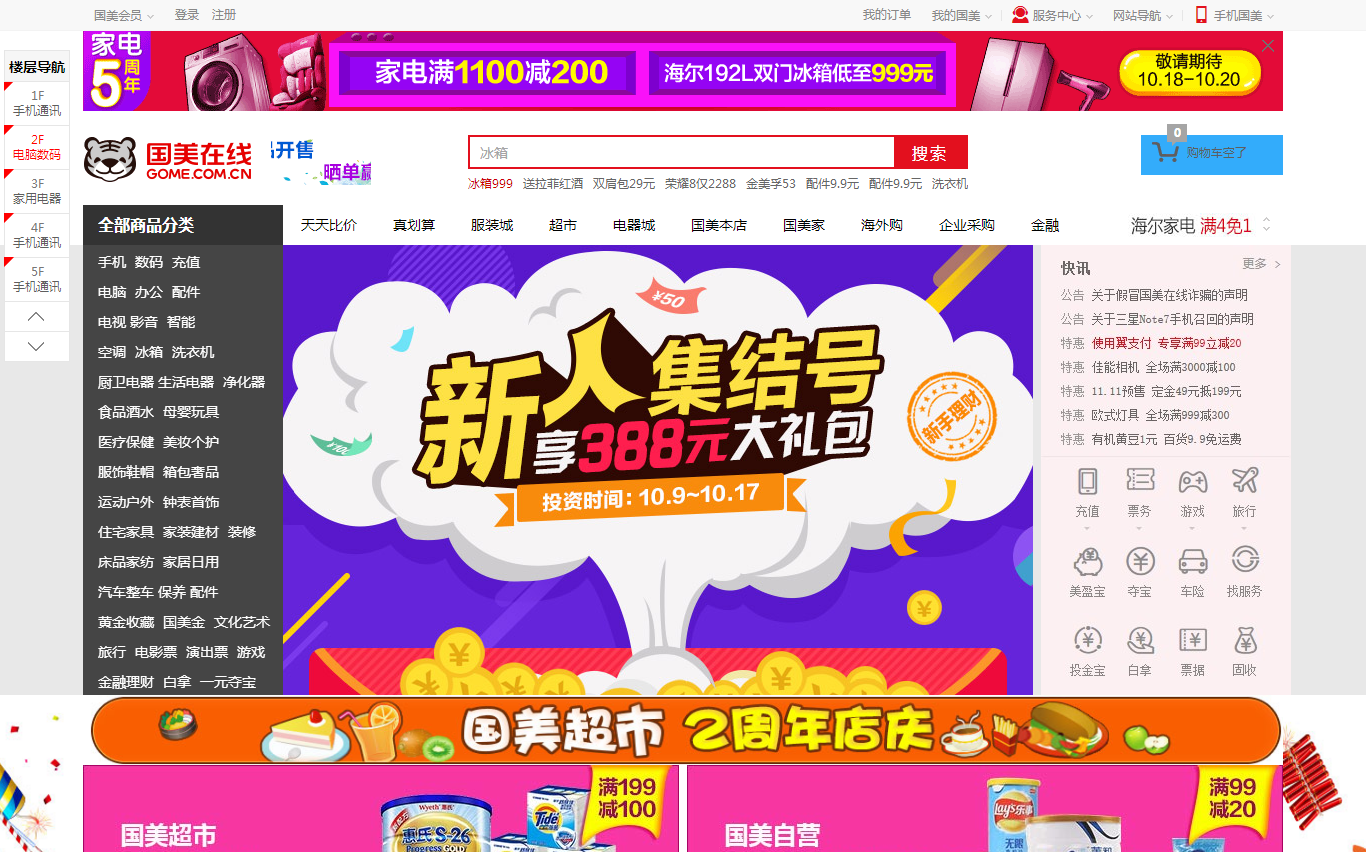 国美会员 登录 注册 我的订单 我的国美 服务中心 网站导航 手机国美
家电5周年 家电满1100减200 海尔192L双门冰箱低至999元 敬请期待 10.18-10.20
楼层导航
1F
手机通讯
2F
电脑数码
3F
家用电器
4F
手机通讯
5F
手机通讯
国美在线
GOME.COM.CN
开售
晒单赢
冰箱 搜索
0
购物车空了
冰箱999 送拉菲红酒 双肩包29元 荣耀8仅2288 金美孚53 配件9.9元 配件9.9元 洗衣机
全部商品分类 天天比价 真划算 服装城 超市 电器城 国美本店 国美家 海外购 企业采购 金融 海尔家电 满4免1
手机 数码 充值
电脑 办公 配件
电视 影音 智能
空调 冰箱 洗衣机
厨卫电器 生活电器 净化器
食品酒水 母婴玩具
医疗保健 美妆个护
服饰鞋帽 箱包奢品
运动户外 钟表首饰
住宅家具 家装建材 装修
床品家纺 家居日用
汽车整车 保养 配件
黄金收藏 国美金 文化艺术
旅行 电影票 演出票 游戏
金融理财 白拿 一元夺宝
¥50
新人集结号
享388元大礼包
新手理财
投资时间：10.9~10.17
快讯 更多 >
公告 关于假冒国美在线诈骗的声明
公告 关于三星Note7手机召回的声明
特惠 使用翼支付 专享满99立减20
特惠 佳能相机 全场满3000减100
特惠 11.11预售 定金49元抵199元
特惠 欧式灯具 全场满999减300
特惠 有机黄豆1元 百货9.9免运费
充值 票务 游戏 旅行
美盈宝 夺宝 车险 找服务
投金宝 白拿 票据 固收
国美超市 2周年店庆
满199
减100
国美超市
Wyeth 惠氏
惠氏S-26
Progress GOLD
Tide
满99
减20
国美自营
Lay's乐事
无限